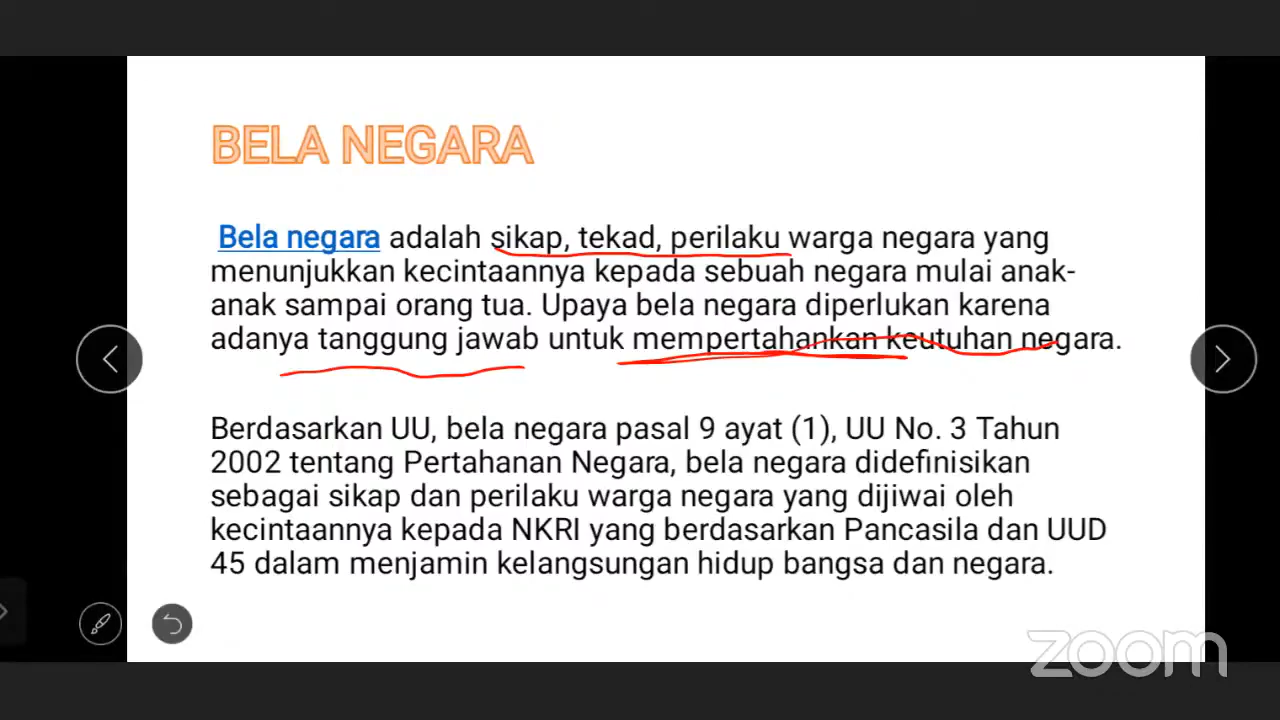 BELA NEGARA
Bela negara adalah sikap, tekad, perilaku warga negara yang
menunjukkan kecintaannya kepada sebuah negara mulai anak-
anak sampai orang tua. Upaya bela negara diperlukan karena
adanya tanggung jawab untuk mempertahankan keutuhan negara.
Berdasarkan UU, bela negara pasal 9 ayat (1), UU No. 3 Tahun
2002 tentang Pertahanan Negara, bela negara didefinisikan
sebagai sikap dan perilaku warga negara yang dijiwai oleh
kecintaannya kepada NKRI yang berdasarkan Pancasila dan UUD
45 dalam menjamin kelangsungan hidup bangsa dan negara.
zoom